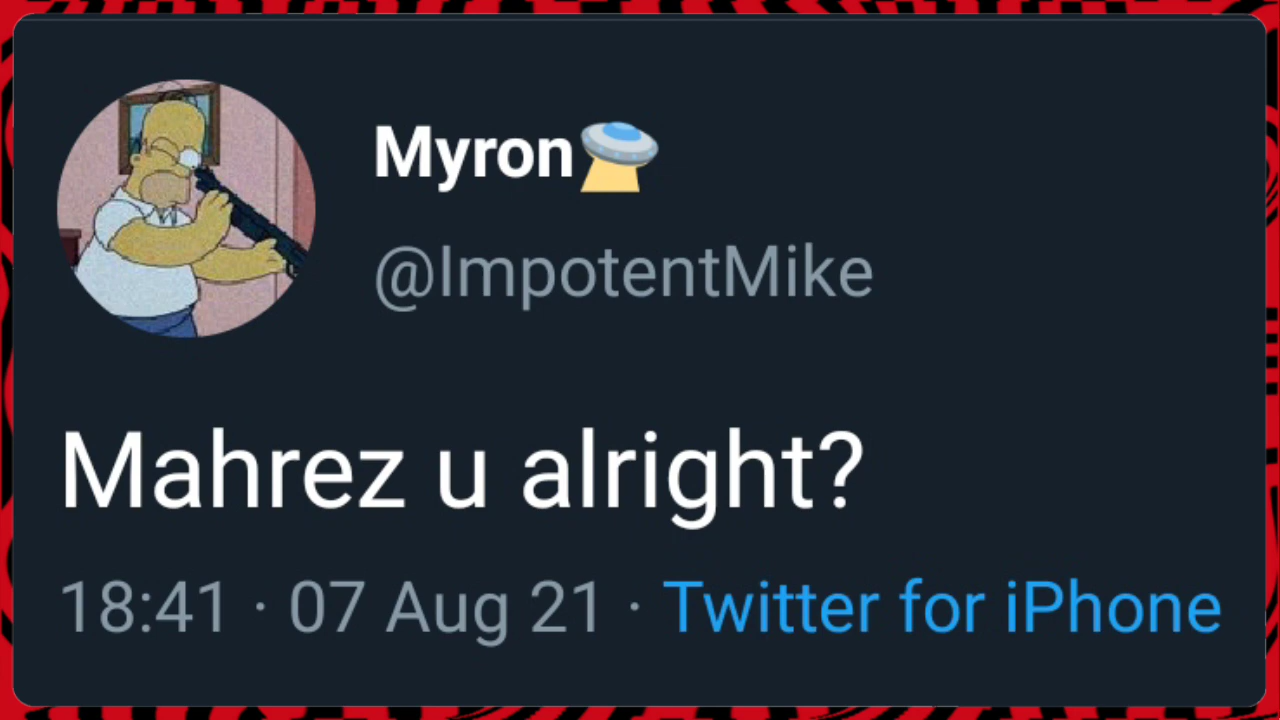 Myron🛸
@ImpotentMike
Mahrez u alright?
18:41 · 07 Aug 21 · Twitter for iPhone